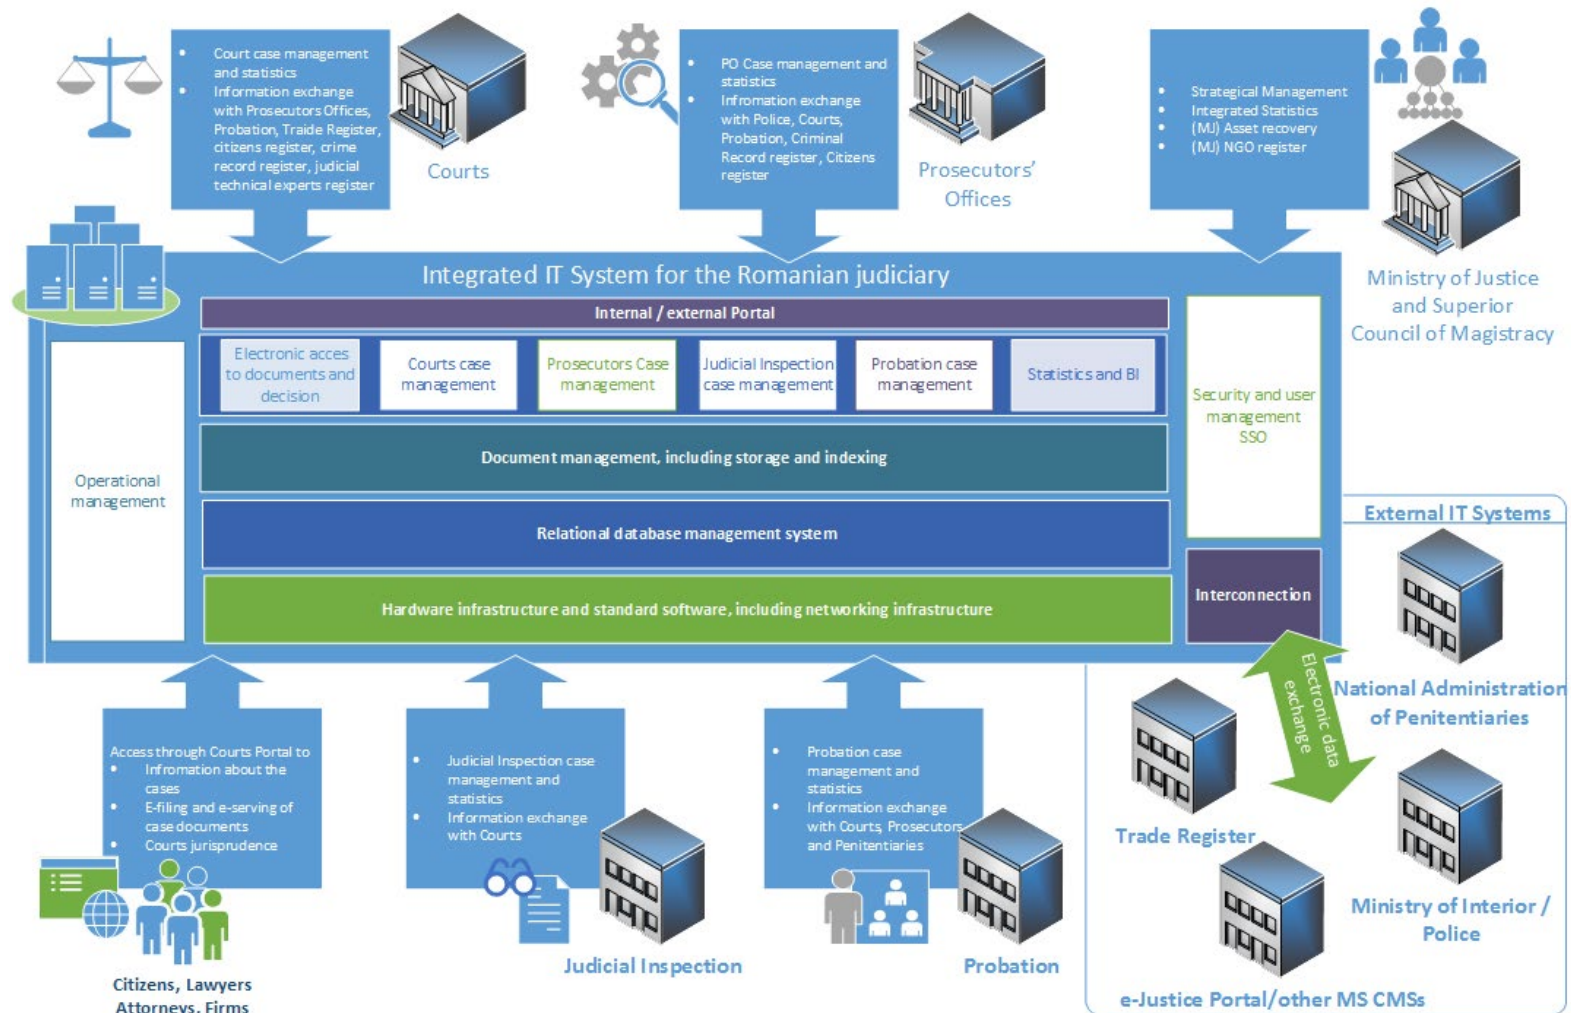 Court case management
and statistics
Information exchange
with Prosecutors Offices,
Probation, Traide Register,
citizens register, crime
record register, judicial
technical experts register
Courts
PO Case management and
statistics
Infromation exchange
with Police, Courts,
Probation, Criminal
Record register, Citizens
register
Prosecutors'
Offices
Strategical Management
Integrated Statistics
(MJ) Asset recovery
(MJ) NGO register
Ministry of Justice
and Superior
Council of Magistracy
Integrated IT System for the Romanian judiciary
Internal / external Portal
Electronic acces
to documents and
decision
Courts case
management
Prosecutors Case
management
Judicial Inspection
case management
Probation case
management
Statistics and BI
Document management, including storage and indexing
Relational database management system
Hardware infrastructure and standard software, including networking infrastructure
Operational
management
Security and user
management
SSO
Interconnection
External IT Systems
National Administration
of Penitentiaries
Electronic data
exchange
Trade Register
Ministry of Interior /
Police
e-Justice Portal/other MS CMSs
Access through Courts Portal to
Infromation about the
cases
E-filing and e-serving of
case documents
Courts jurisprudence
Citizens, Lawyers
Attorneys, Firms
Judicial Inspection case
management and
statistics
Information exchange
with Courts
Judicial Inspection
Probation case
management and
statistics
Information exchange
with Courts, Prosecutors
and Penitentiaries
Probation